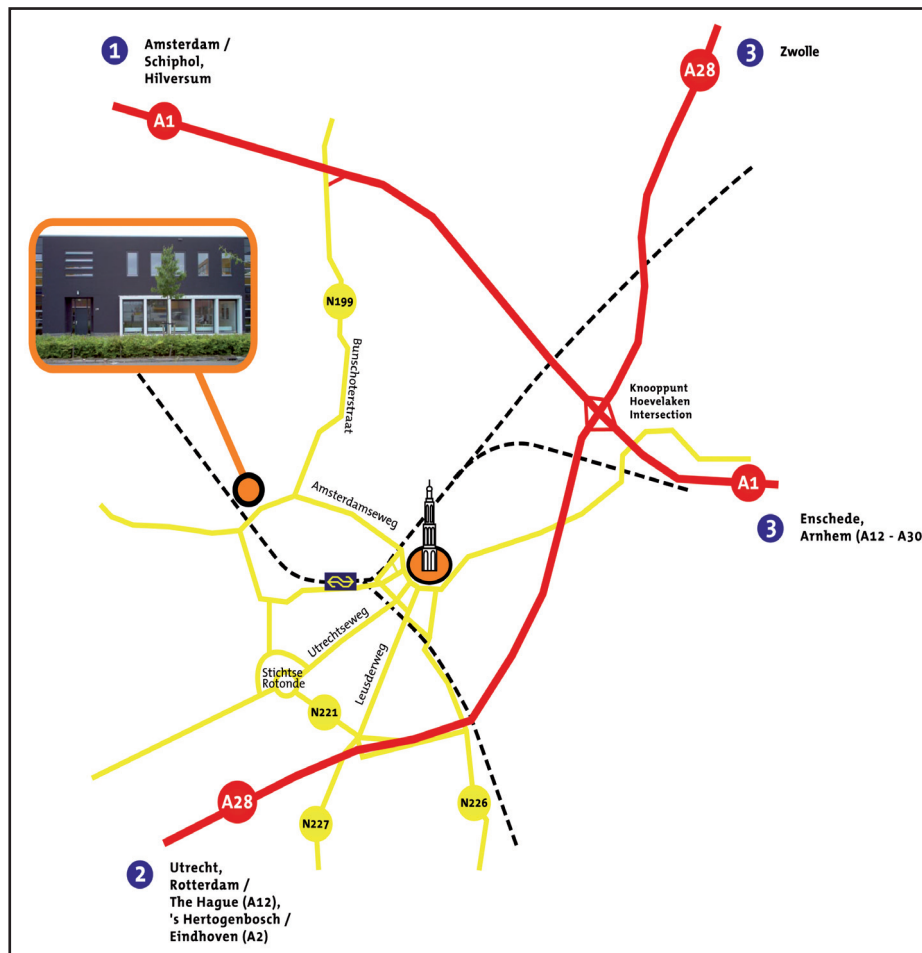 1
Amsterdam /
Schiphol,
Hilversum
A1
3
Zwolle
A28
N199
Bunschoterstraat
Knooppunt
Hoevelaken
Intersection
A1
3
Enschede,
Arnhem (A12 - A30
Amsterdamseweg
Utrechtseweg
Leusderweg
Stichtse
Rotonde
N221
A28
N227
N226
2
Utrecht,
Rotterdam /
The Hague (A12),
's Hertogenbosch /
Eindhoven (A2)